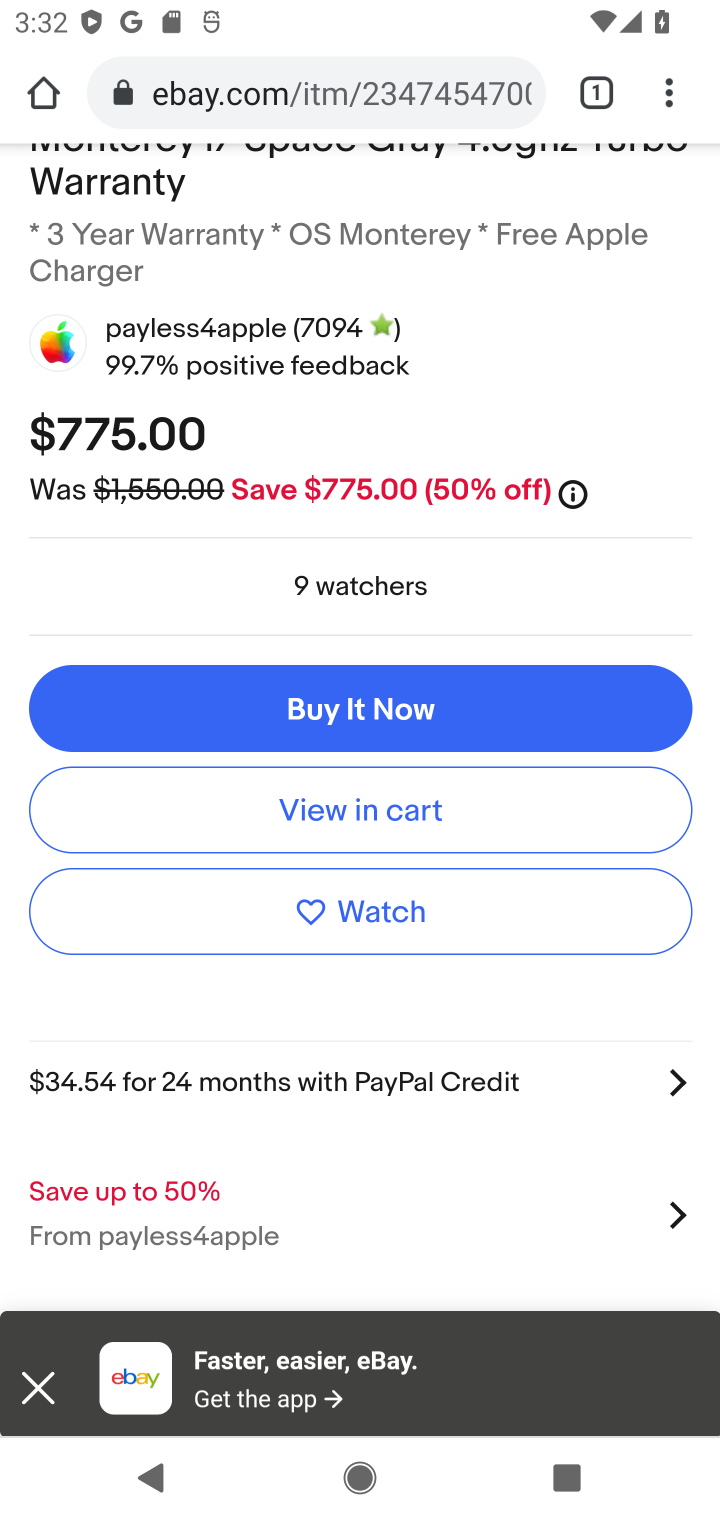 3:32
ebay.com/itm/2347454700
1
Warranty
* 3 Year Warranty * OS Monterey * Free Apple
Charger
payless4apple (7094 ⭐)
99.7% positive feedback
$775.00
Was $1,550.00 Save $775.00 (50% off)
9 watchers
Buy It Now
View in cart
Watch
$34.54 for 24 months with PayPal Credit
Save up to 50%
From payless4apple
ebay
Faster, easier, eBay.
Get the app →